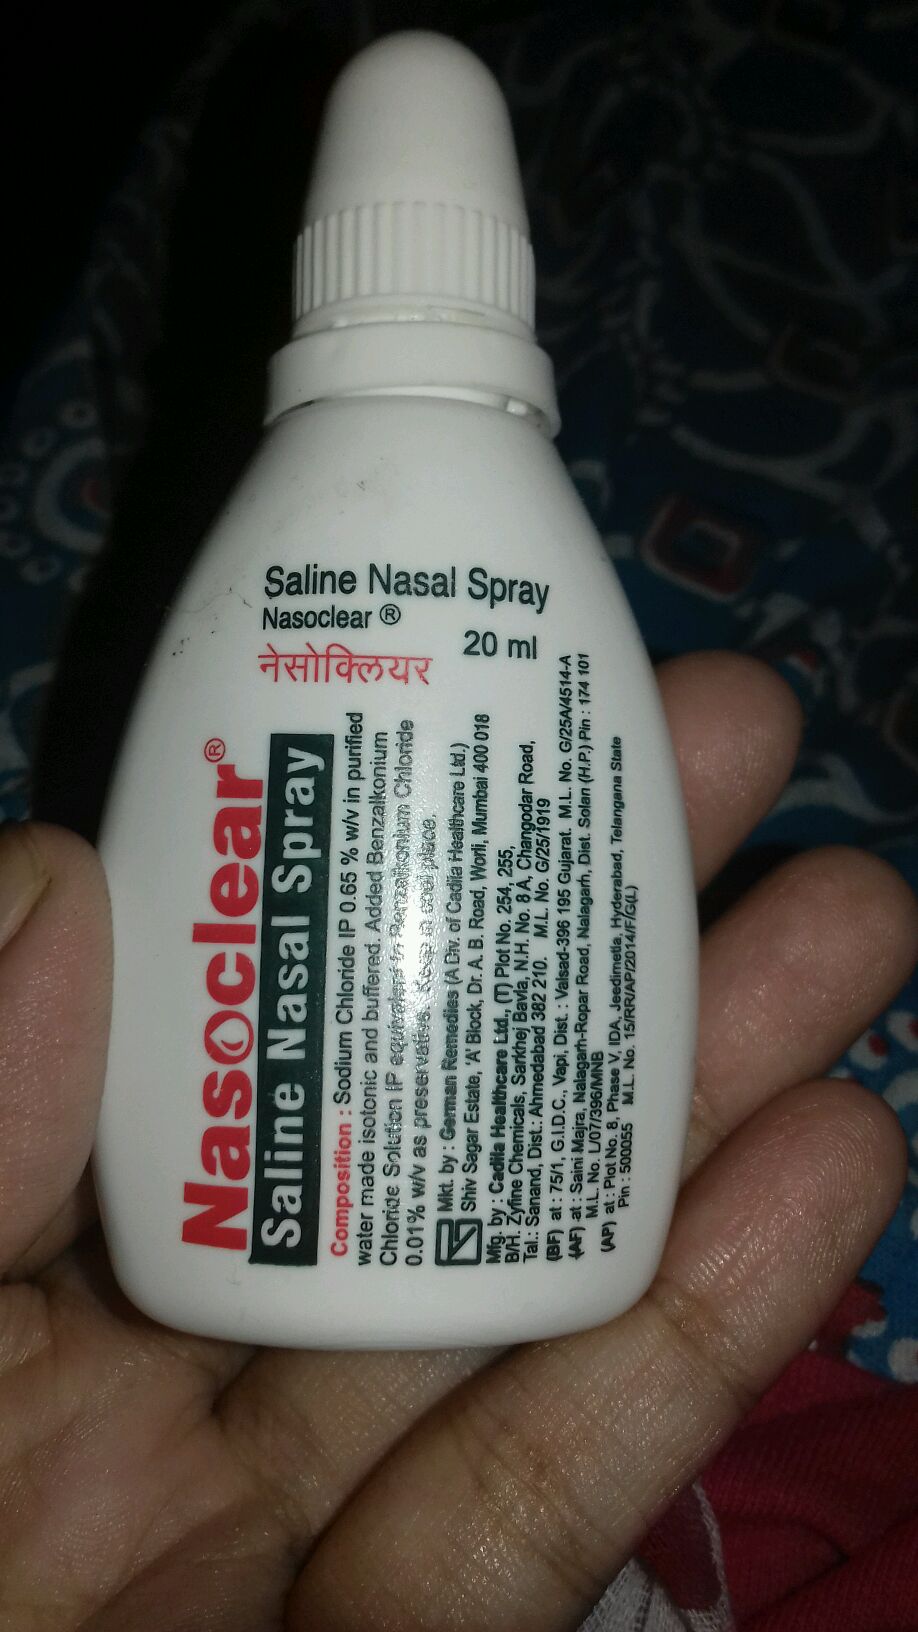 Saline Nasal Spray
Nasoclear ®
20 ml
नेसोक्लियर
Nasoclear®
Saline Nasal Spray
Composition : Sodium Chloride IP 0.65 % w/v in purified
water made isotonic and buffered. Added Benzalkonium
Chloride Solution IP equivalent to Benzalkonium Chloride
0.01% w/v as preservative. Keep in cool place.
Mkt. by : German Remedies (A Div. of Cadila Healthcare Ltd.)
Shiv Sagar Estate, 'A' Block, Dr. A. B. Road, Worli, Mumbai 400 018
Mfg. by : Cadila Healthcare Ltd., (T) Plot No. 254, 255,
B/H. Zyfine Chemicals, Sarkhej Bavla, N.H. No. 8 A, Changodar Road,
Tal.: Sanand, Dist.: Ahmedabad 382 210. M.L. No. G/25/1919
(BF) at : 75/1, G.I.D.C., Vapi, Dist. : Valsad-396 195 Gujarat. M.L. No. G/25A/4514-A
(AF) at : Saini Majra, Nalagarh-Ropar Road, Nalagarh, Dist. Solan (H.P.) Pin : 174 101
M.L. No. L/07/396/MNB
(AP) at : Plot No. 8, Phase V, IDA, Jeedimetla, Hyderabad, Telangana State
Pin : 500055 M.L. No. 15/RR/AP/2014/F/G(L)